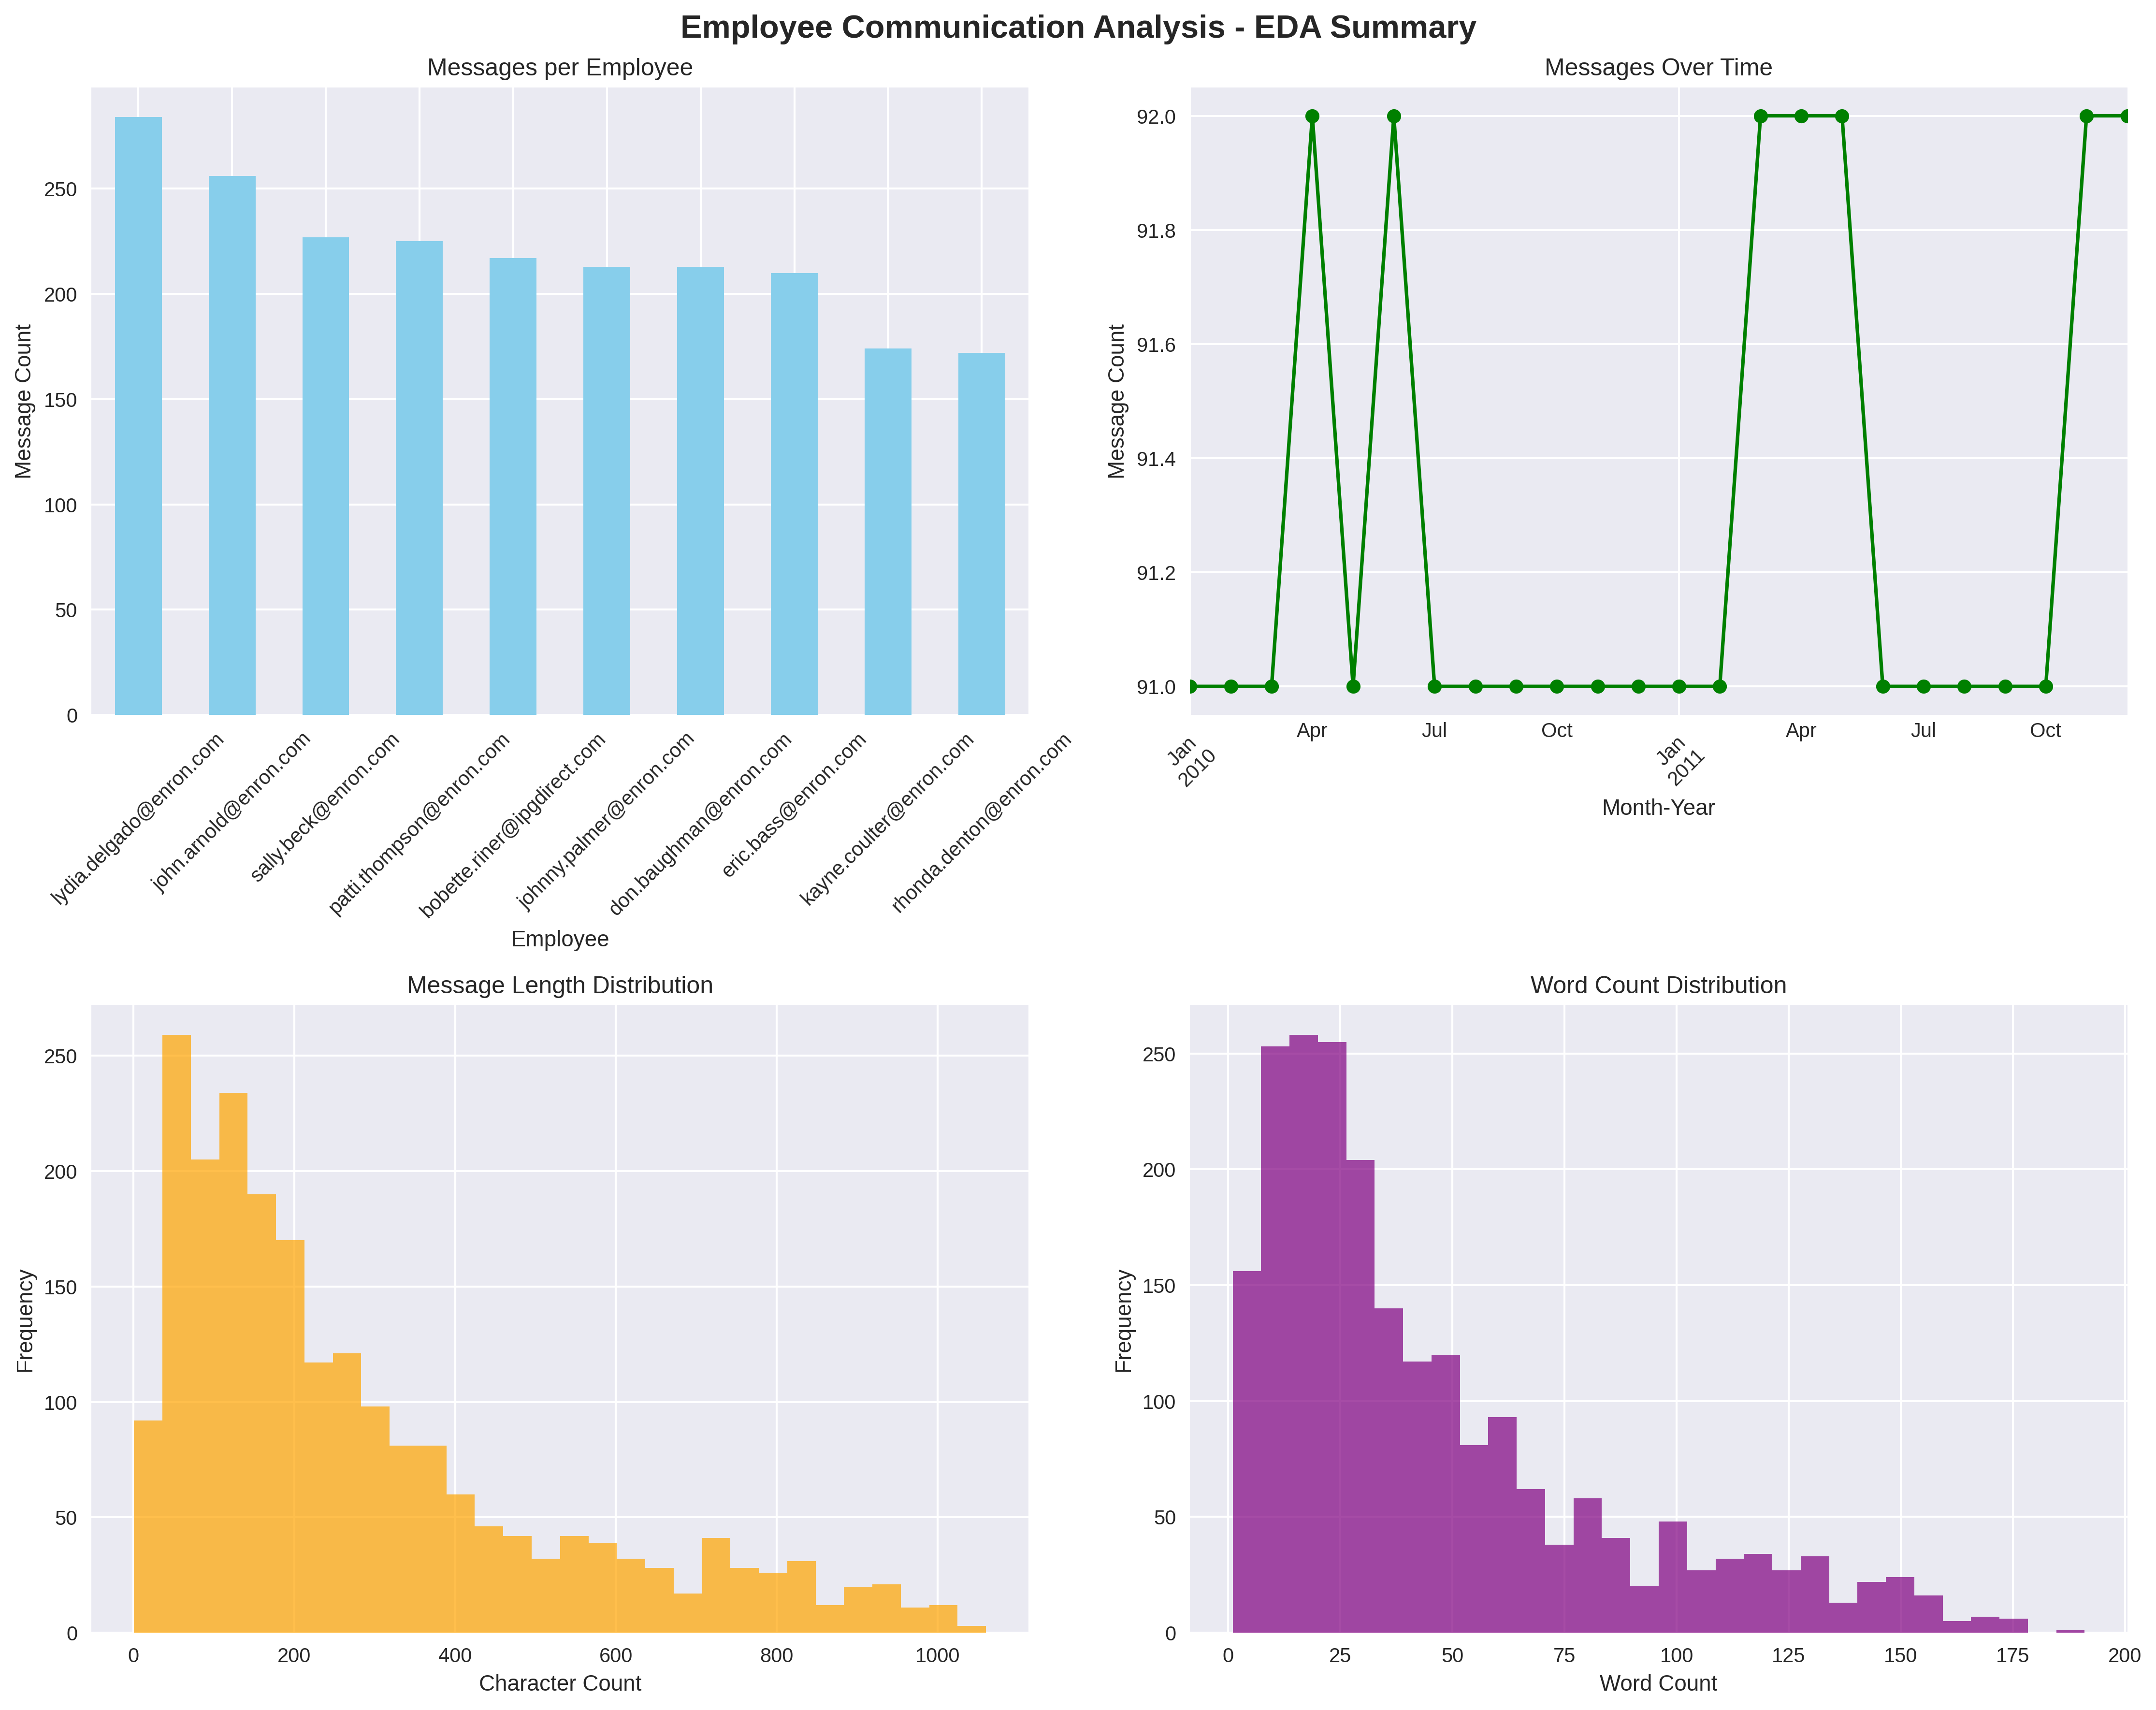 Employee Communication Analysis - EDA Summary
Messages per Employee
Message Count
250
200
150
100
50
0
lydia.delgado@enron.com
john.arnold@enron.com
sally.beck@enron.com
patti.thompson@enron.com
bobette.riner@ipgdirect.com
johnny.palmer@enron.com
don.baughman@enron.com
eric.bass@enron.com
kayne.coulter@enron.com
rhonda.denton@enron.com
Employee
Messages Over Time
Message Count
92.0
91.8
91.6
91.4
91.2
91.0
Jan
2010
Apr
Jul
Oct
Jan
2011
Apr
Jul
Oct
Month-Year
Message Length Distribution
Frequency
250
200
150
100
50
0
0
200
400
600
800
1000
Character Count
Word Count Distribution
Frequency
250
200
150
100
50
0
0
25
50
75
100
125
150
175
200
Word Count